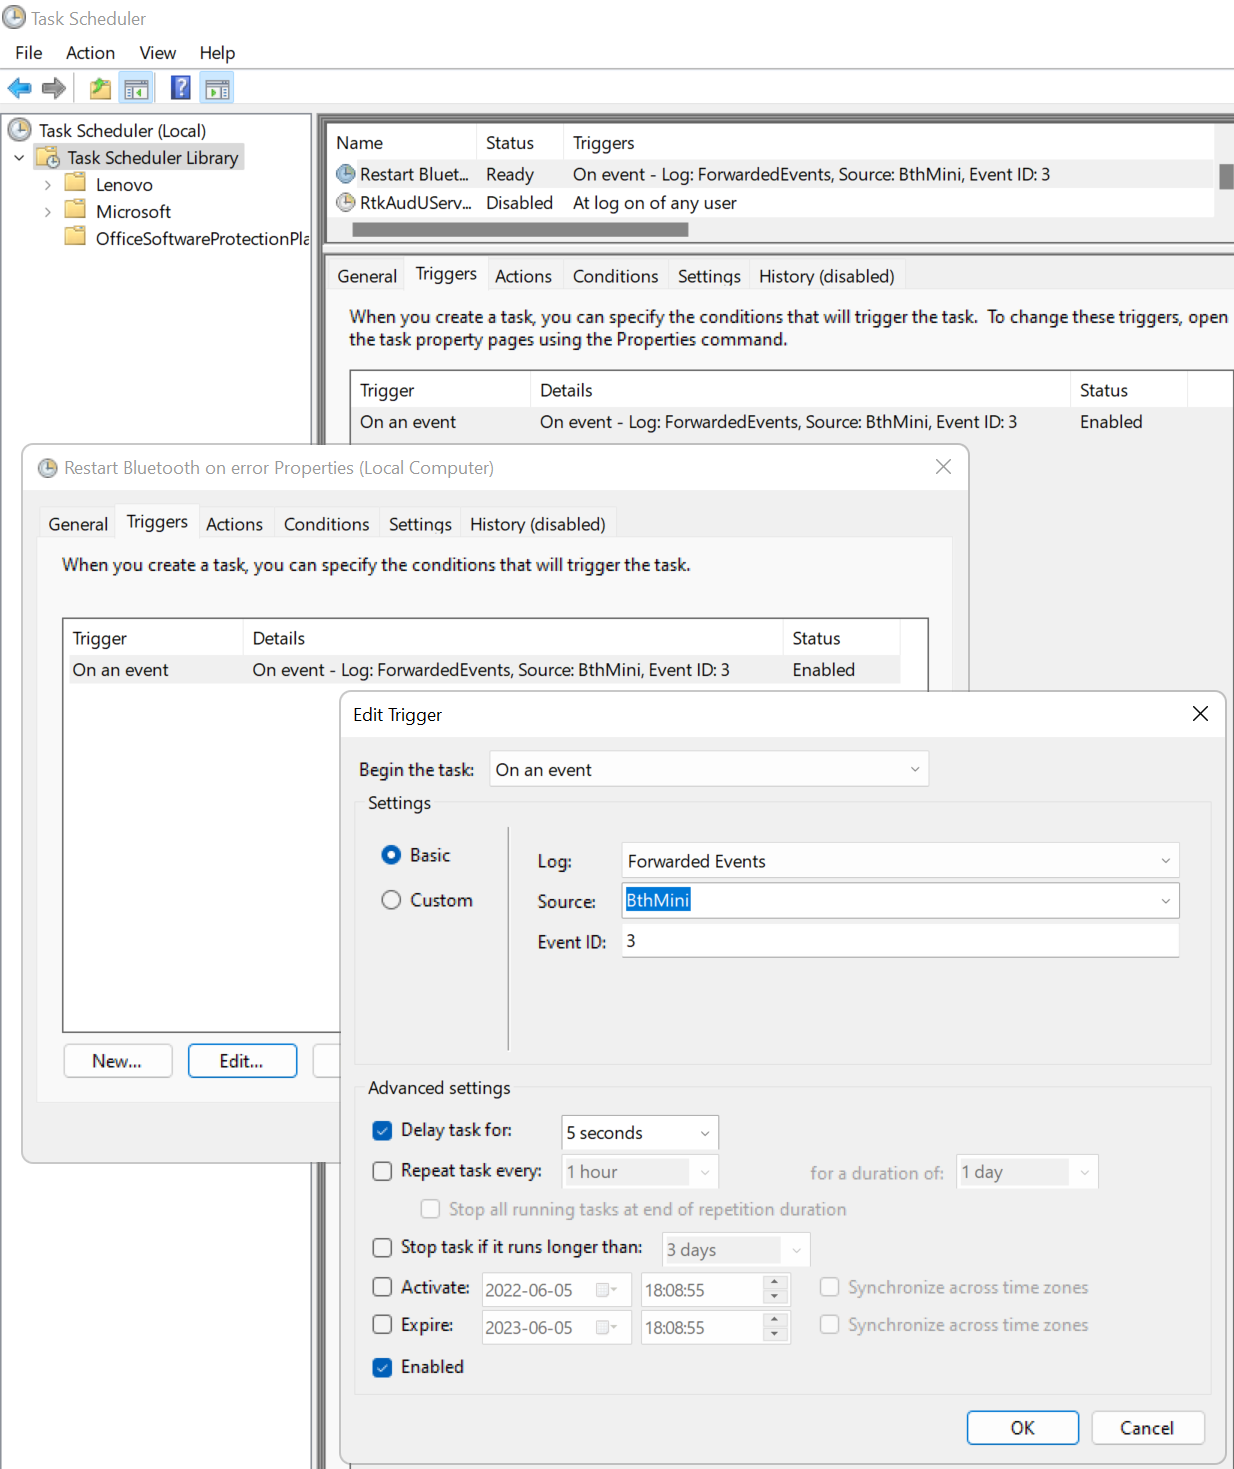 Task Scheduler
File Action View Help
Task Scheduler (Local)
Task Scheduler Library
Lenovo
Microsoft
OfficeSoftwareProtectionPla
Name Status Triggers
Restart Bluet... Ready On event - Log: ForwardedEvents, Source: BthMini, Event ID: 3
RtkAudUServ... Disabled At log on of any user
General Triggers Actions Conditions Settings History (disabled)
When you create a task, you can specify the conditions that will trigger the task. To change these triggers, open
the task property pages using the Properties command.
Trigger Details Status
On an event On event - Log: ForwardedEvents, Source: BthMini, Event ID: 3 Enabled
Restart Bluetooth on error Properties (Local Computer)
General Triggers Actions Conditions Settings History (disabled)
When you create a task, you can specify the conditions that will trigger the task.
Trigger Details Status
On an event On event - Log: ForwardedEvents, Source: BthMini, Event ID: 3 Enabled
New... Edit...
Edit Trigger
Begin the task: On an event
Settings
Basic
Custom
Log: Forwarded Events
Source: BthMini
Event ID: 3
Advanced settings
Delay task for: 5 seconds
Repeat task every: 1 hour for a duration of: 1 day
Stop all running tasks at end of repetition duration
Stop task if it runs longer than: 3 days
Activate: 2022-06-05 18:08:55 Synchronize across time zones
Expire: 2023-06-05 18:08:55 Synchronize across time zones
Enabled
OK Cancel